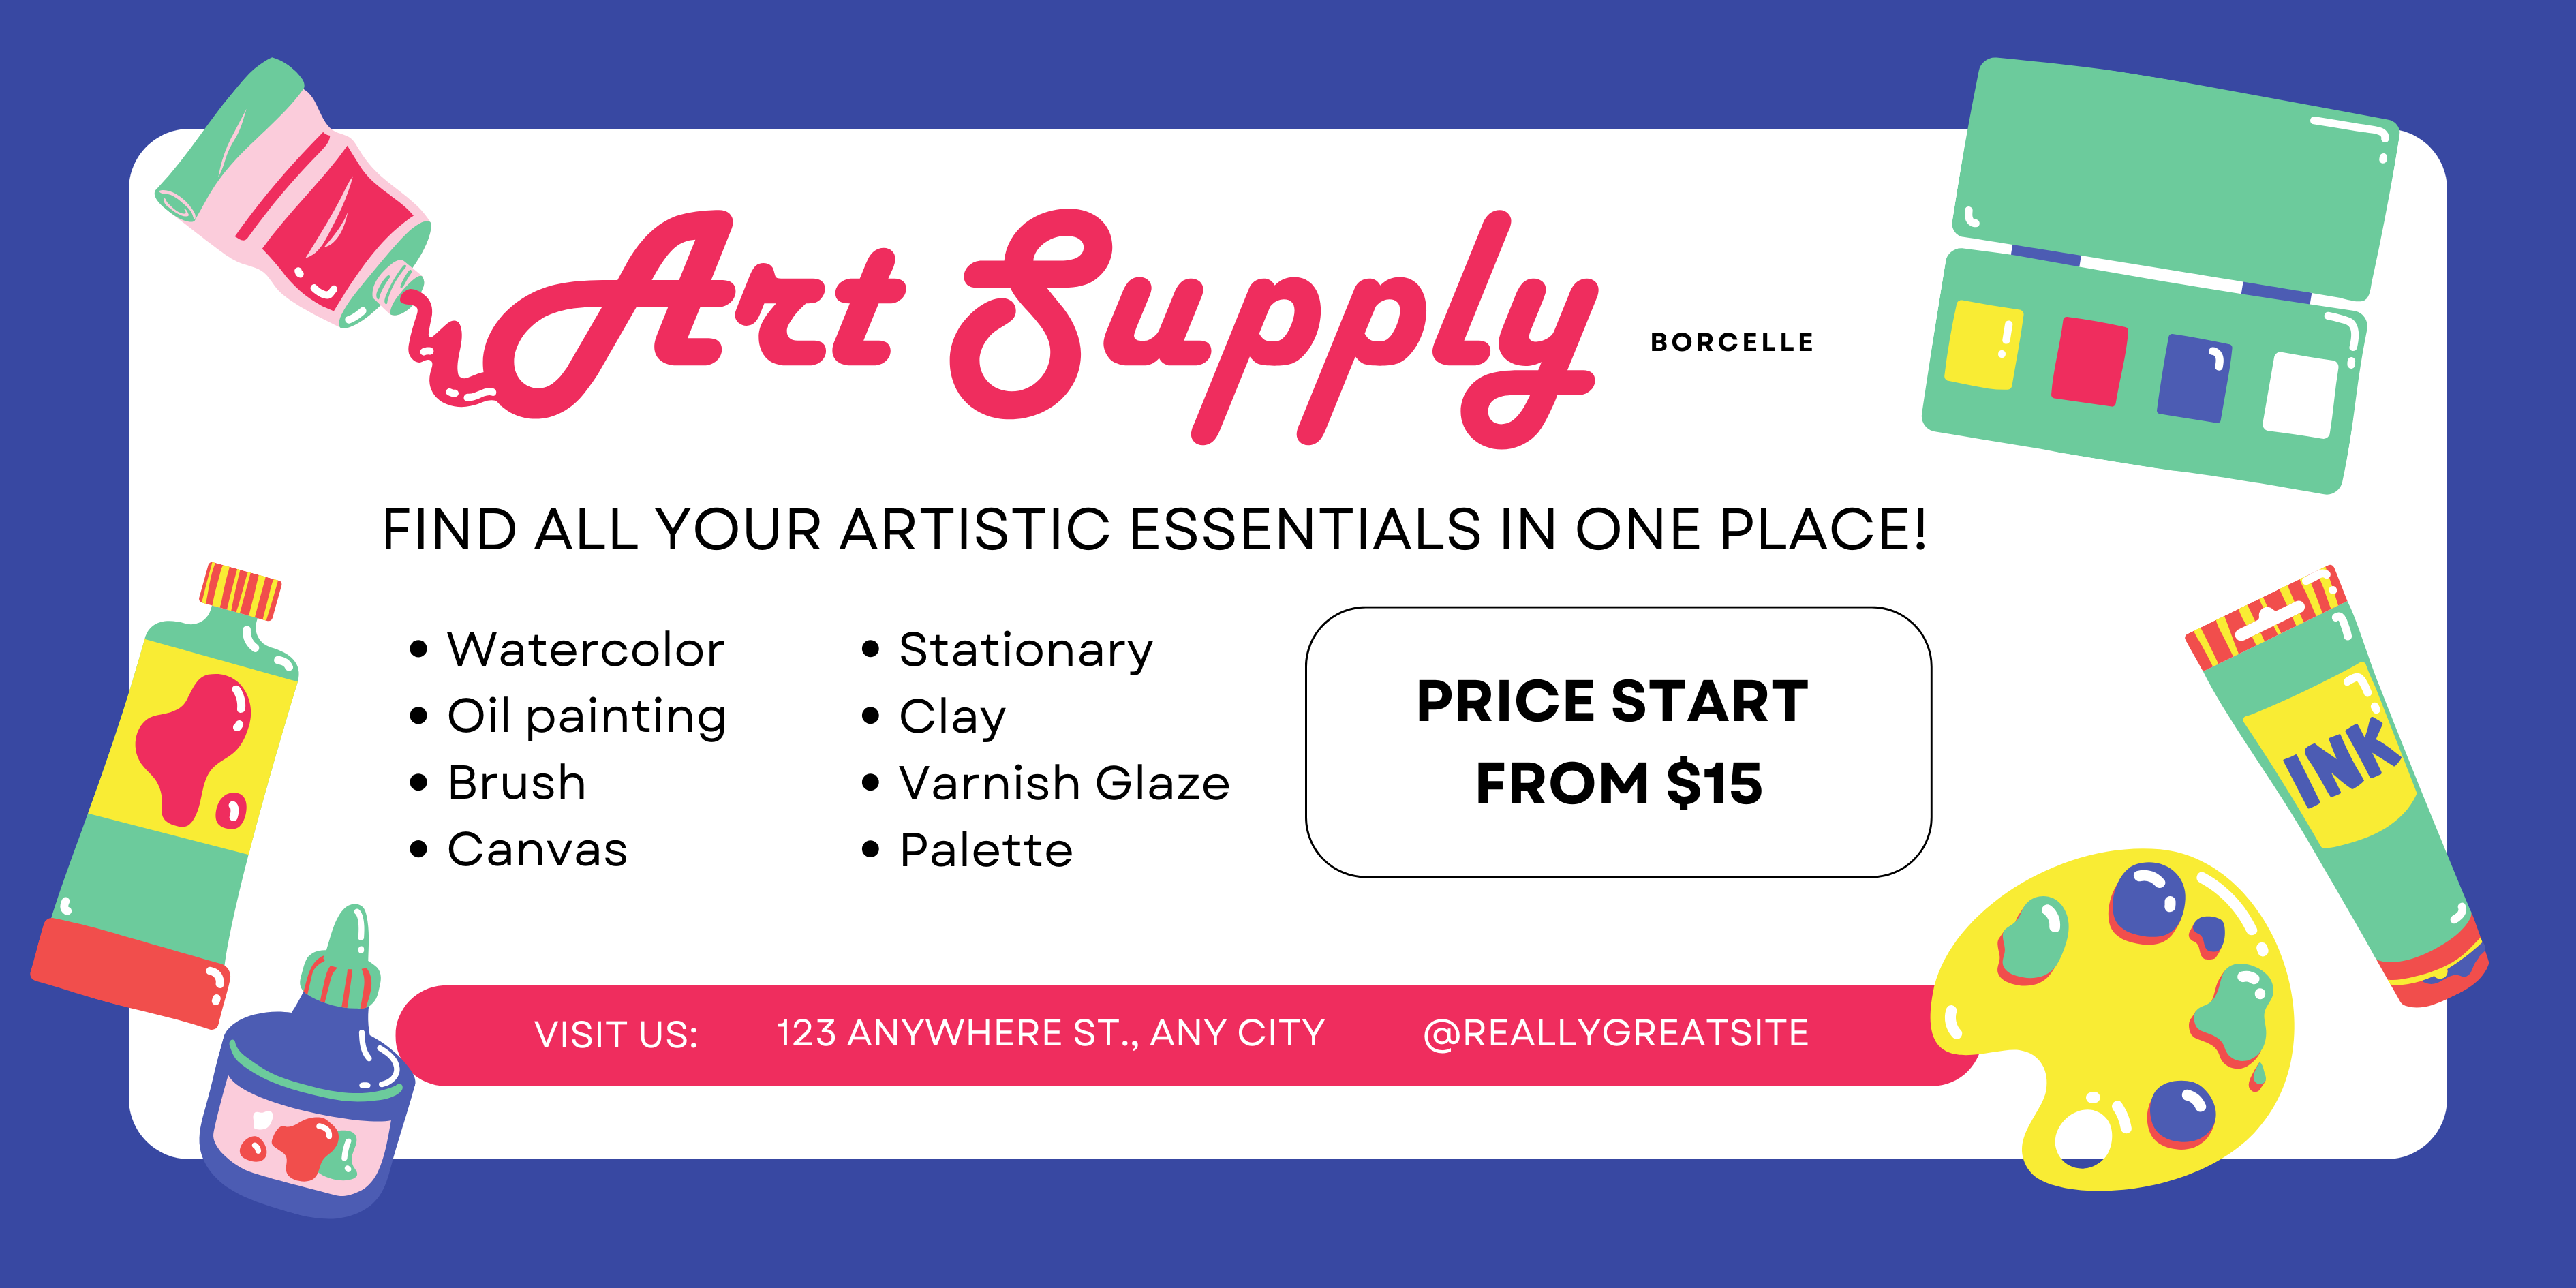 Art Supply
BORCELLE
FIND ALL YOUR ARTISTIC ESSENTIALS IN ONE PLACE!
• Watercolor
• Oil painting
• Brush
• Canvas
• Stationary
• Clay
• Varnish Glaze
• Palette
PRICE START
FROM $15
INK
VISIT US:
123 ANYWHERE ST., ANY CITY
@REALLYGREATSITE